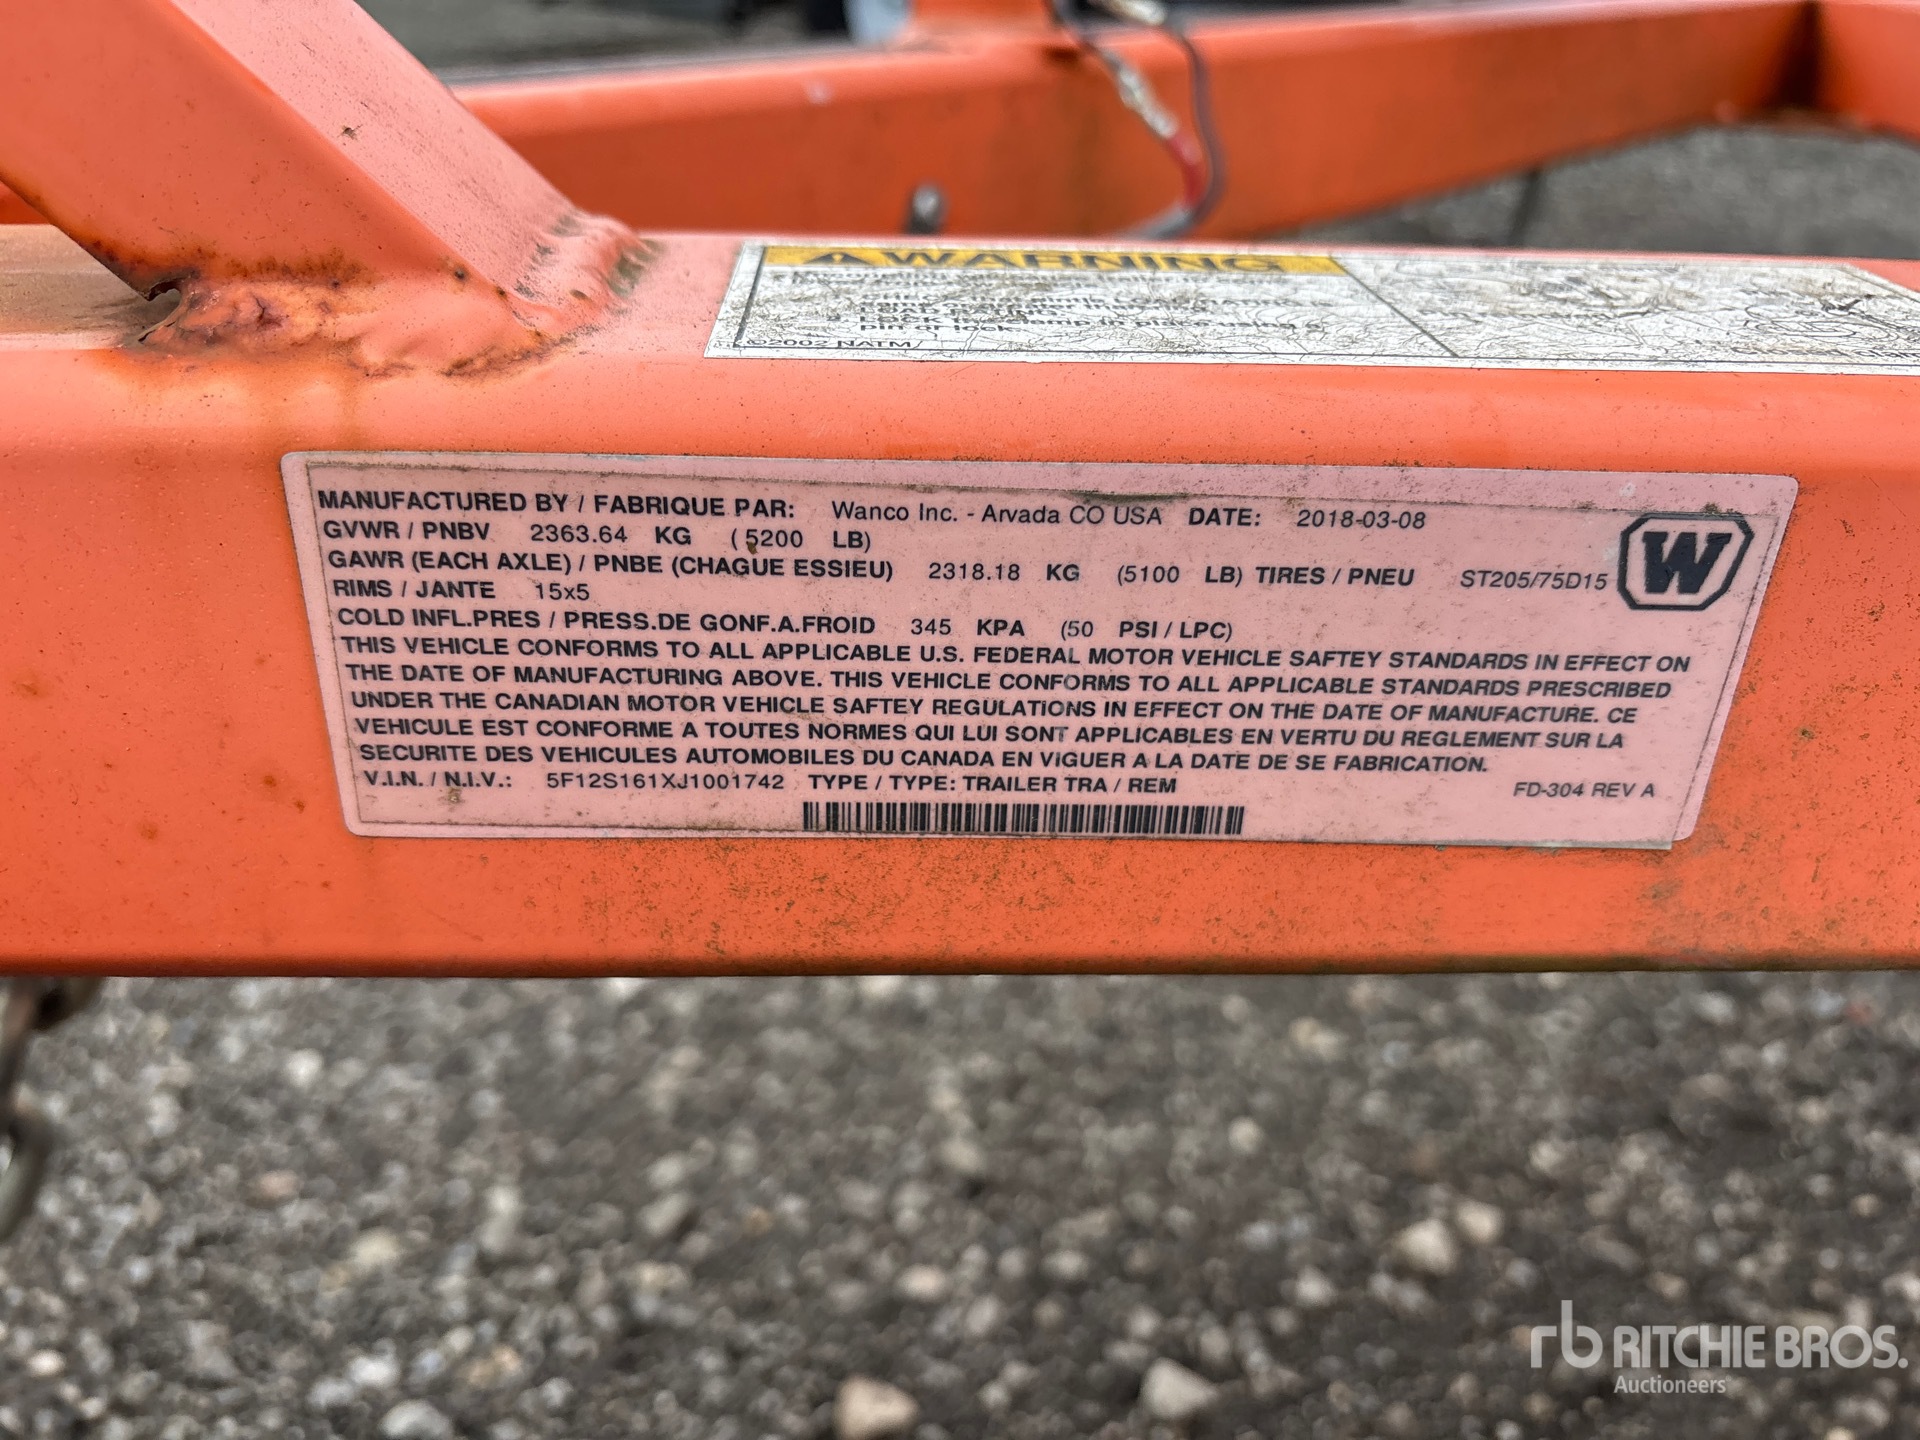 WARNING
LOAD RATING
pin or lock.
©2002 NATM
MANUFACTURED BY / FABRIQUE PAR: Wanco Inc. - Arvada CO USA DATE: 2018-03-08
GVWR / PNBV 2363.64 KG (5200 LB)
GAWR (EACH AXLE) / PNBE (CHAGUE ESSIEU) 2318.18 KG (5100 LB) TIRES / PNEU ST205/75D15
RIMS / JANTE 15x5
COLD INFL.PRES / PRESS.DE GONF.A.FROID 345 KPA (50 PSI / LPC)
THIS VEHICLE CONFORMS TO ALL APPLICABLE U.S. FEDERAL MOTOR VEHICLE SAFTEY STANDARDS IN EFFECT ON
THE DATE OF MANUFACTURING ABOVE. THIS VEHICLE CONFORMS TO ALL APPLICABLE STANDARDS PRESCRIBED
UNDER THE CANADIAN MOTOR VEHICLE SAFTEY REGULATIONS IN EFFECT ON THE DATE OF MANUFACTURE. CE
VEHICULE EST CONFORME A TOUTES NORMES QUI LUI SONT APPLICABLES EN VERTU DU REGLEMENT SUR LA
SECURITE DES VEHICULES AUTOMOBILES DU CANADA EN VIGUER A LA DATE DE SE FABRICATION.
V.I.N. / N.I.V.: 5F12S161XJ1001742 TYPE / TYPE: TRAILER TRA / REM
FD-304 REV A
W
rb RITCHIE BROS.
Auctioneers